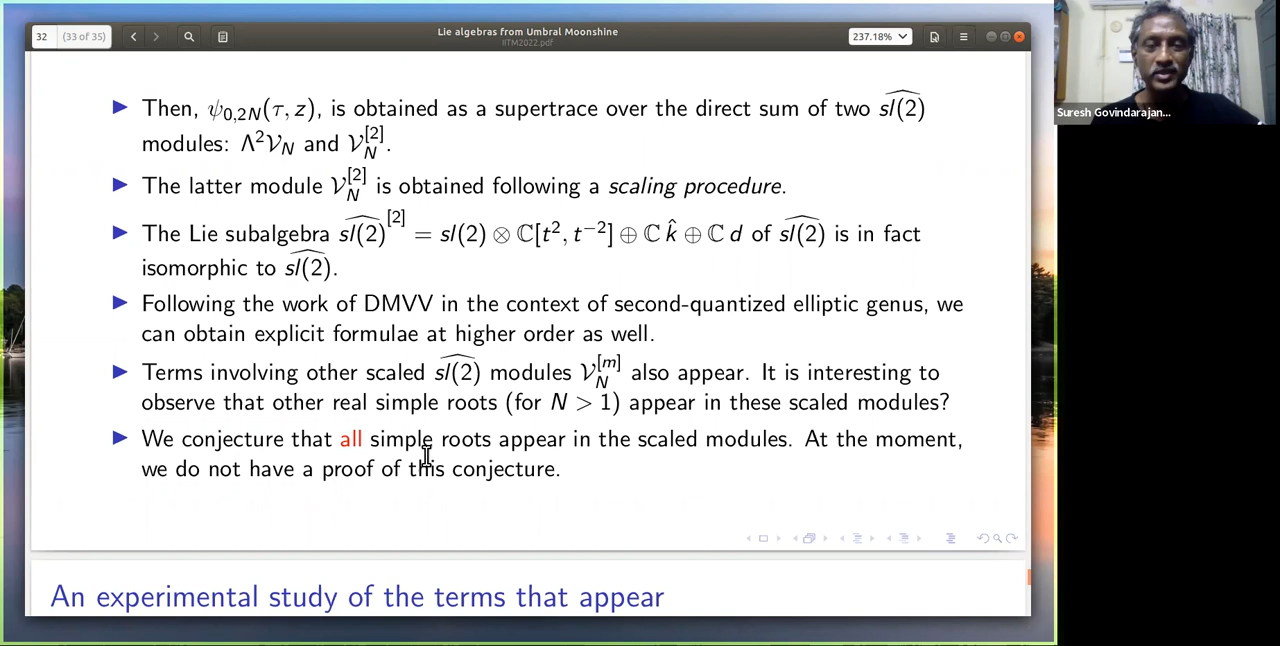 32 (33 of 35)
Lie algebras from Umbral Moonshine
IITM2022.pdf
237.18%
▶ Then, ψ₀,₂N(τ, z), is obtained as a supertrace over the direct sum of two \widehat{sl(2)}
modules: Λ²𝒱_N and 𝒱_N^{[2]}.
▶ The latter module 𝒱_N^{[2]} is obtained following a scaling procedure.
▶ The Lie subalgebra \widehat{sl(2)}^{[2]} = sl(2) ⊗ ℂ[t², t⁻²] ⊕ ℂ k̂ ⊕ ℂ d of \widehat{sl(2)} is in fact
isomorphic to \widehat{sl(2)}.
▶ Following the work of DMVV in the context of second-quantized elliptic genus, we
can obtain explicit formulae at higher order as well.
▶ Terms involving other scaled \widehat{sl(2)} modules 𝒱_N^{[m]} also appear. It is interesting to
observe that other real simple roots (for N > 1) appear in these scaled modules?
▶ We conjecture that all simple roots appear in the scaled modules. At the moment,
we do not have a proof of this conjecture.
An experimental study of the terms that appear
Suresh Govindarajan...